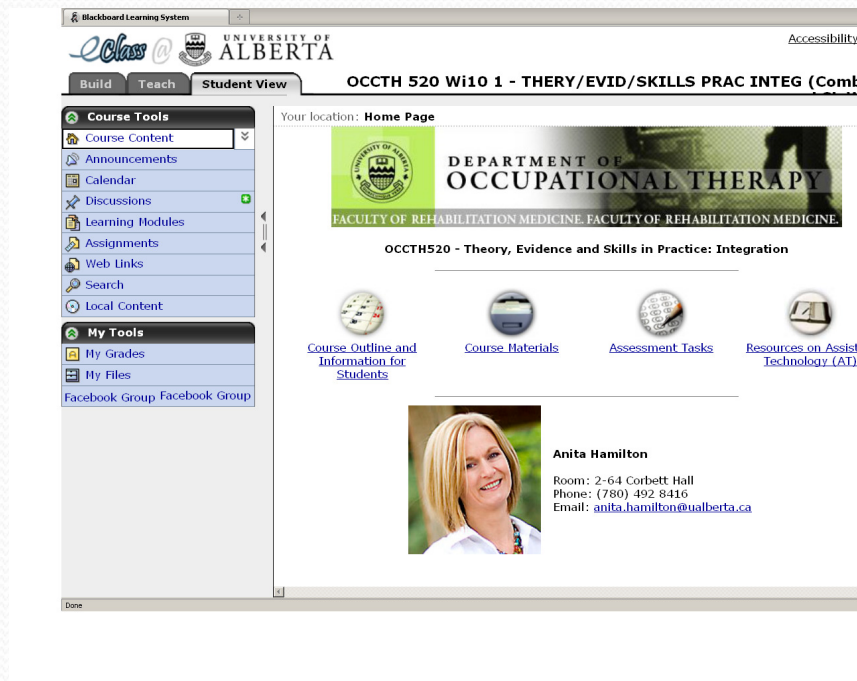 Blackboard Learning System
eClass @ UNIVERSITY OF ALBERTA
Accessibility
Build Teach Student View
OCCTH 520 Wi10 1 - THERY/EVID/SKILLS PRAC INTEG (Comb
Course Tools
Course Content
Announcements
Calendar
Discussions
Learning Modules
Assignments
Web Links
Search
Local Content
My Tools
My Grades
My Files
Facebook Group Facebook Group
Your location: Home Page
DEPARTMENT OF
OCCUPATIONAL THERAPY
FACULTY OF REHABILITATION MEDICINE. FACULTY OF REHABILITATION MEDICINE.
OCCTH520 - Theory, Evidence and Skills in Practice: Integration
Course Outline and
Information for
Students
Course Materials
Assessment Tasks
Resources on Assist
Technology (AT)
Anita Hamilton
Room: 2-64 Corbett Hall
Phone: (780) 492 8416
Email: anita.hamilton@ualberta.ca
Done